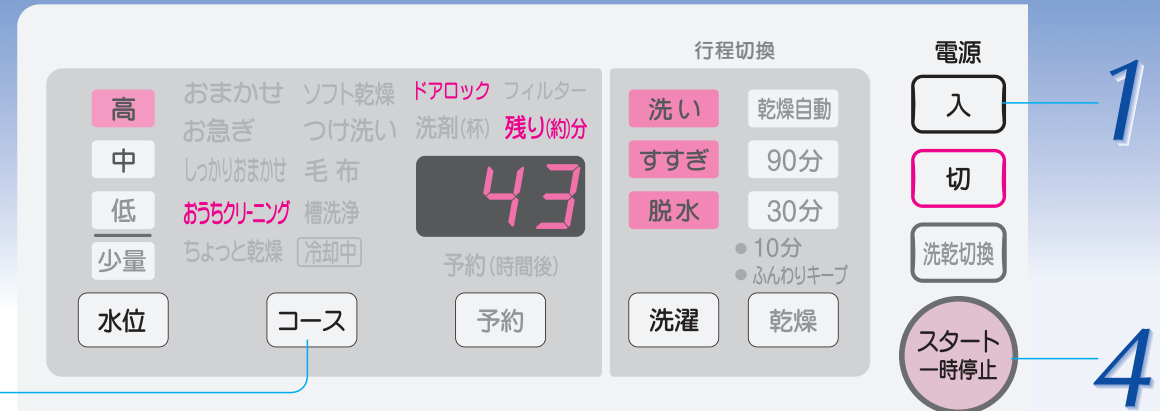 行程切換
電源
高
中
低
少量
水位
おまかせ ソフト乾燥
お急ぎ つけ洗い
しっかりおまかせ 毛布
おうちクリーニング 槽洗浄
ちょっと乾燥 冷却中
コース
ドアロック フィルター
洗剤(杯) 残り(約)分
43
予約(時間後)
予約
洗い 乾燥自動
すすぎ 90分
脱水 30分
●10分
●ふんわりキープ
洗濯 乾燥
入
切
洗乾切換
スタート
一時停止
1
4